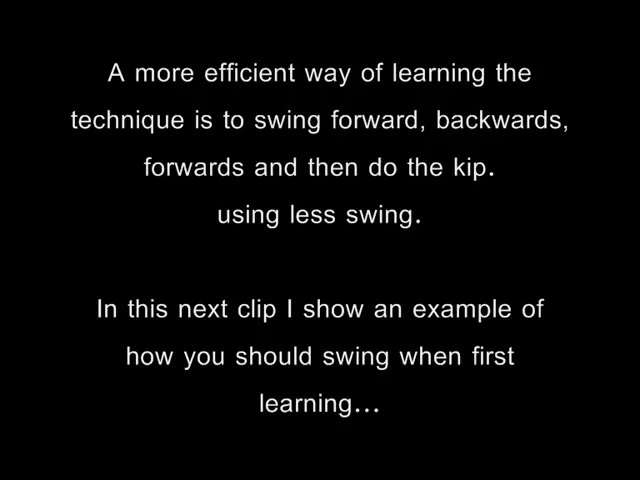 A more efficient way of learning the
technique is to swing forward, backwards,
forwards and then do the kip.
using less swing.
In this next clip I show an example of
how you should swing when first
learning...